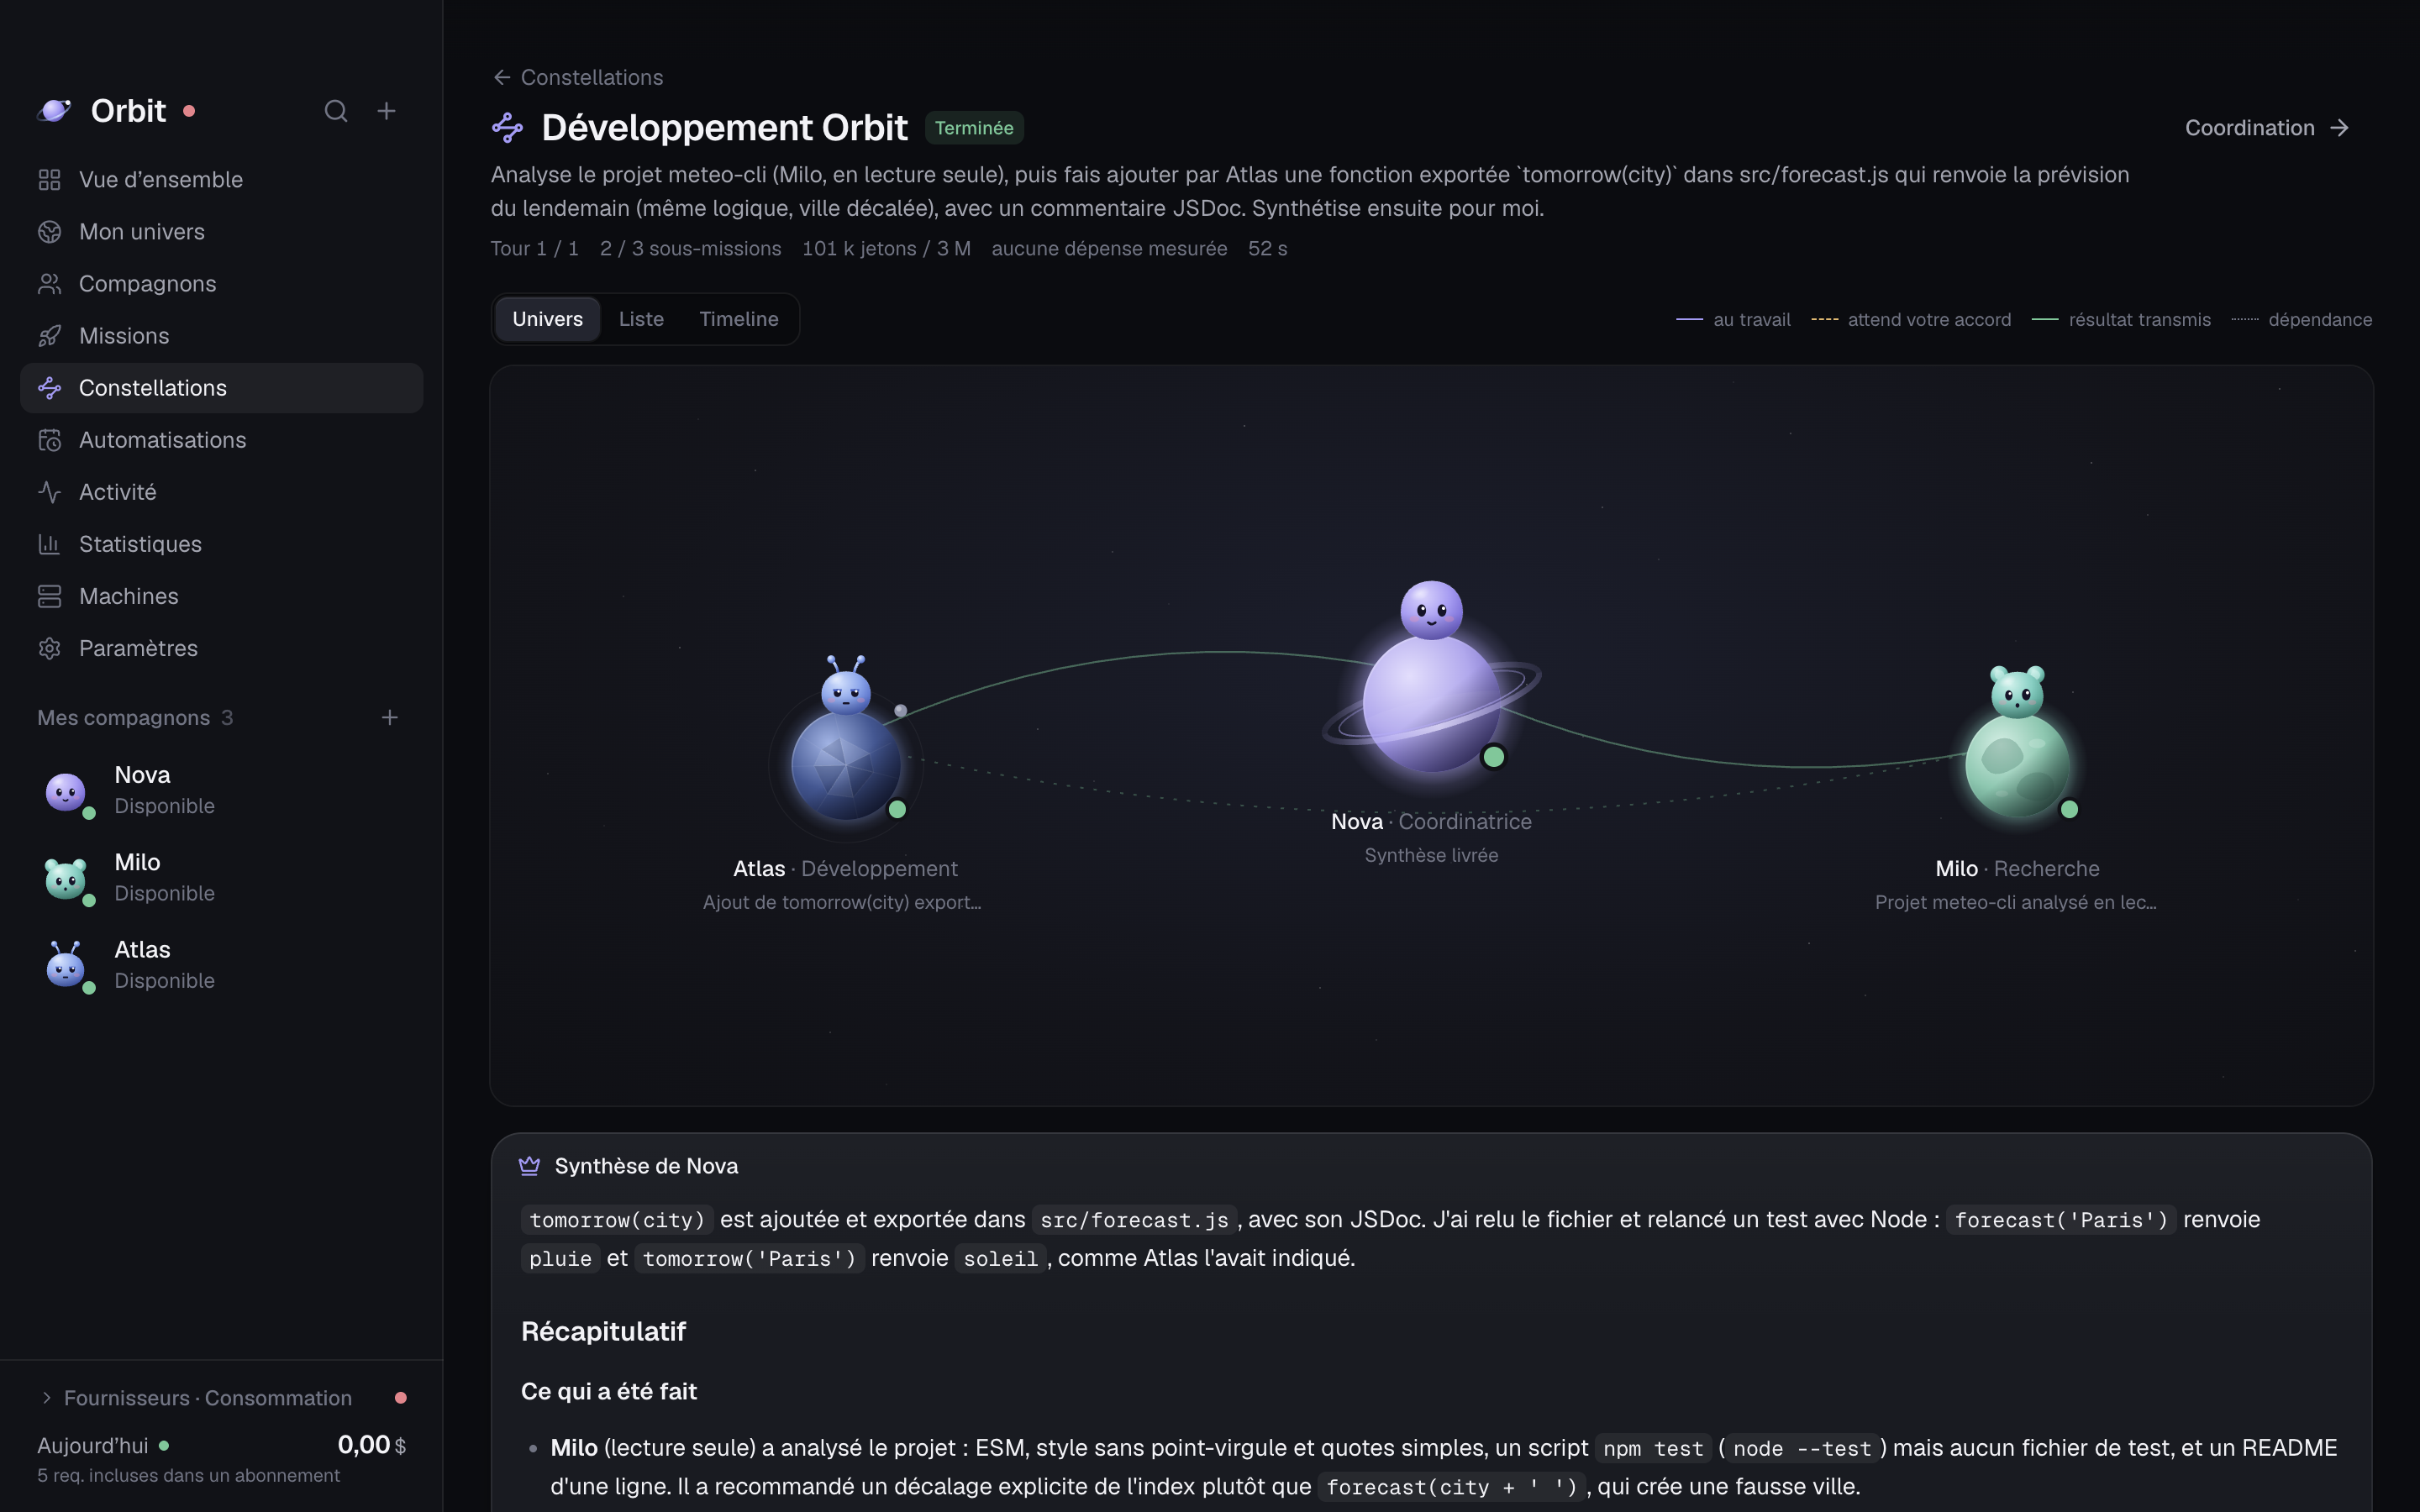 Orbit
Vue d’ensemble
Mon univers
Compagnons
Missions
Constellations
Automatisations
Activité
Statistiques
Machines
Paramètres
Mes compagnons 3
Nova
Disponible
Milo
Disponible
Atlas
Disponible
Fournisseurs · Consommation
Aujourd’hui 0,00 $
5 req. incluses dans un abonnement
← Constellations
Développement Orbit Terminée
Coordination →
Analyse le projet meteo-cli (Milo, en lecture seule), puis fais ajouter par Atlas une fonction exportée `tomorrow(city)` dans src/forecast.js qui renvoie la prévision
du lendemain (même logique, ville décalée), avec un commentaire JSDoc. Synthétise ensuite pour moi.
Tour 1 / 1 2 / 3 sous-missions 101 k jetons / 3 M aucune dépense mesurée 52 s
Univers Liste Timeline
au travail attend votre accord résultat transmis dépendance
Nova · Coordinatrice
Synthèse livrée
Atlas · Développement
Ajout de tomorrow(city) export…
Milo · Recherche
Projet meteo-cli analysé en lec…
Synthèse de Nova
tomorrow(city) est ajoutée et exportée dans src/forecast.js, avec son JSDoc. J'ai relu le fichier et relancé un test avec Node : forecast('Paris') renvoie
pluie et tomorrow('Paris') renvoie soleil, comme Atlas l'avait indiqué.
Récapitulatif
Ce qui a été fait
• Milo (lecture seule) a analysé le projet : ESM, style sans point-virgule et quotes simples, un script npm test (node --test) mais aucun fichier de test, et un README
d'une ligne. Il a recommandé un décalage explicite de l'index plutôt que forecast(city + ' '), qui crée une fausse ville.